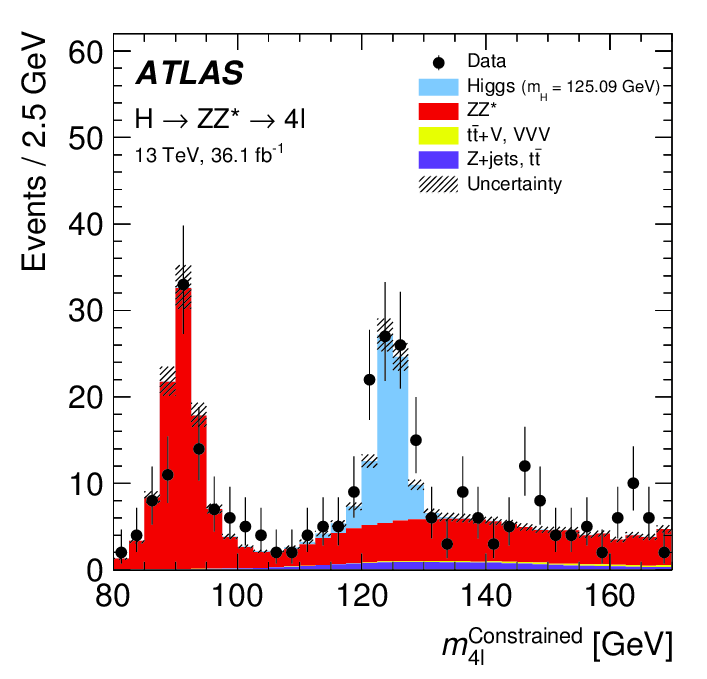 ATLAS
H → ZZ* → 4l
13 TeV, 36.1 fb⁻¹
Data
Higgs (m_H = 125.09 GeV)
ZZ*
tt̄+V, VVV
Z+jets, tt̄
Uncertainty
Events / 2.5 GeV
60
50
40
30
20
10
0
80 100 120 140 160
m_4l^Constrained [GeV]